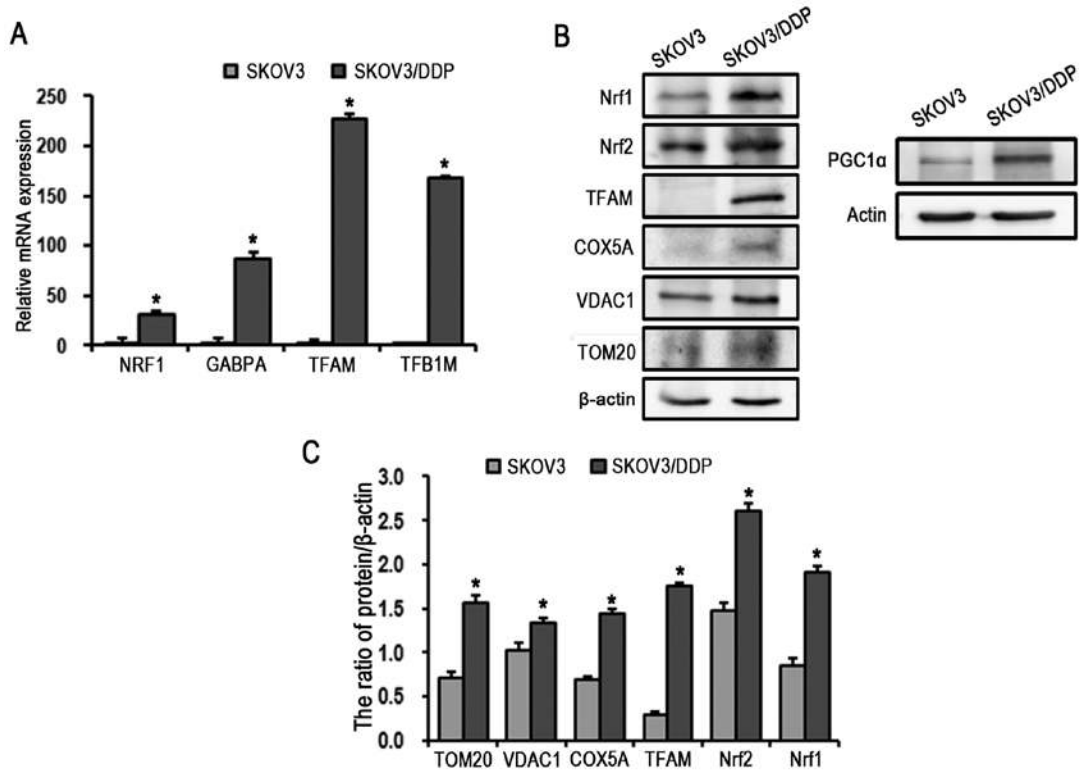 A
SKOV3 SKOV3/DDP
Relative mRNA expression
250
200
150
100
50
0
* * * *
NRF1 GABPA TFAM TFB1M
B
SKOV3 SKOV3/DDP
Nrf1
Nrf2
TFAM
COX5A
VDAC1
TOM20
β-actin
SKOV3 SKOV3/DDP
PGC1α
Actin
C
SKOV3 SKOV3/DDP
The ratio of protein/β-actin
3.0
2.5
2.0
1.5
1.0
0.5
0.0
* * * * * *
TOM20 VDAC1 COX5A TFAM Nrf2 Nrf1